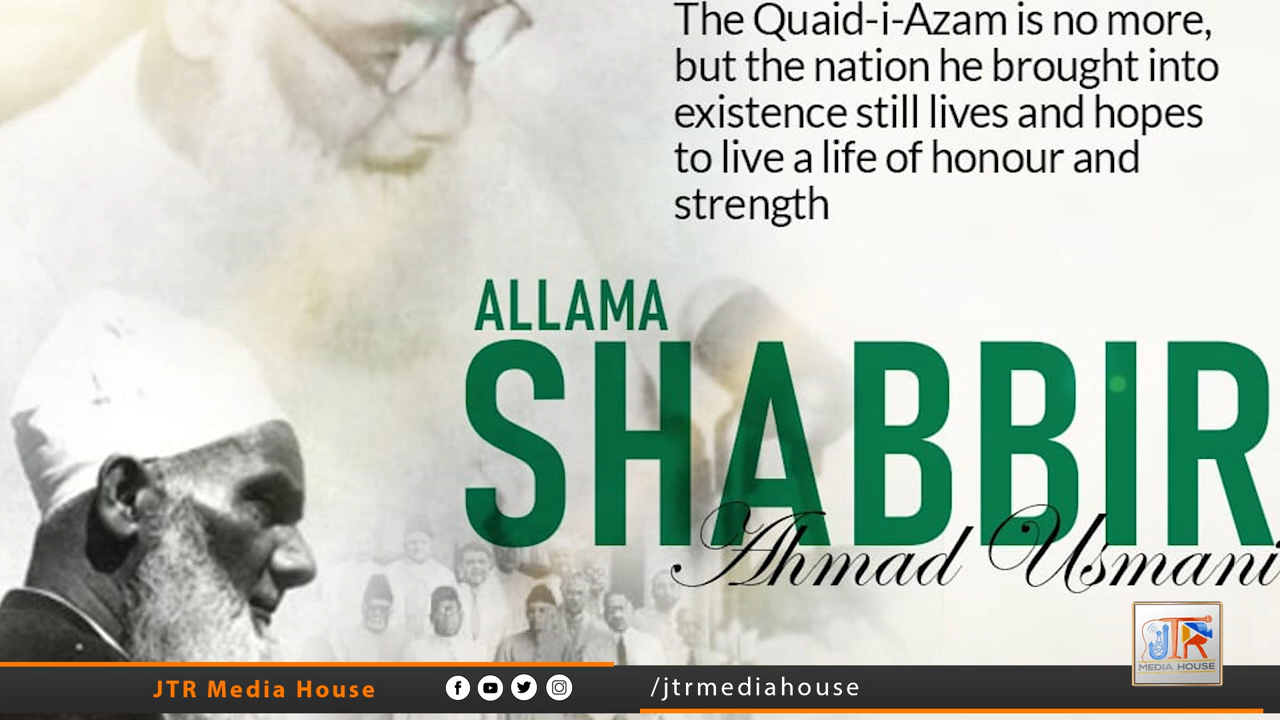 The Quaid-i-Azam is no more,
but the nation he brought into
existence still lives and hopes
to live a life of honour and
strength
ALLAMA
SHABBIR
Ahmad Usmani
JTR
MEDIA HOUSE
JTR Media House
/jtrmediahouse